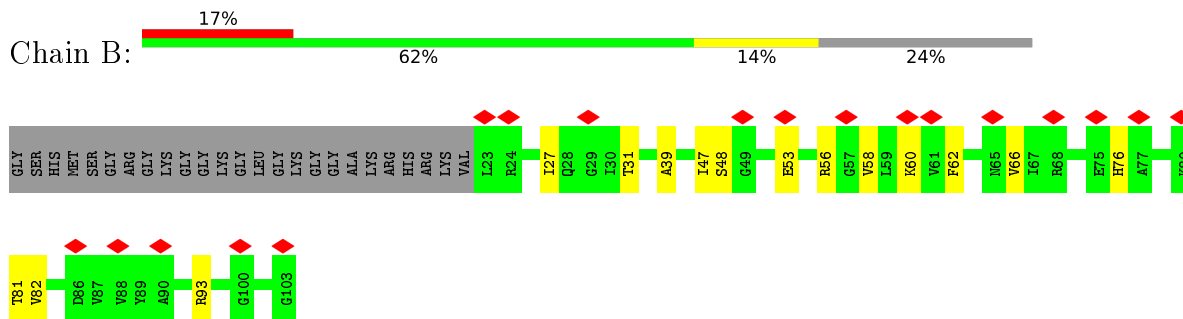 17%
Chain B:
62% 14% 24%
GLY SER HIS MET SER GLY ARG GLY LYS GLY GLY LYS GLY LEU GLY LYS GLY GLY ALA LYS ARG HIS ARG LYS VAL L23 R24 I27 Q28 G29 I30 T31 A39 I47 S48 G49 E53 R56 G57 V58 L59 K60 V61 F62 N65 V66 I67 R68 E75 H76 A77
T81 V82 D86 V87 V88 Y89 A90 R93 G100 G103